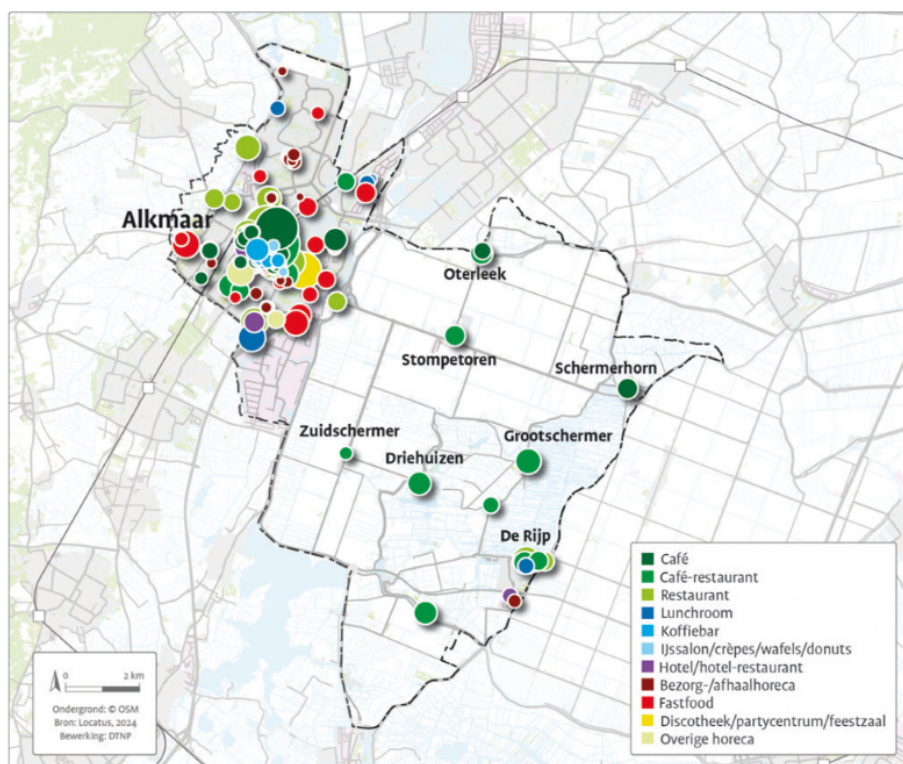 Alkmaar
Oterleek
Stompetoren
Schermerhorn
Zuidschermer
Grootschermer
Driehuizen
De Rijp
Café
Café-restaurant
Restaurant
Lunchroom
Koffiebar
IJssalon/crèpes/wafels/donuts
Hotel/hotel-restaurant
Bezorg-/afhaalhoreca
Fastfood
Discotheek/partycentrum/feestzaal
Overige horeca
0 2 km
Ondergrond: © OSM
Bron: Locatus, 2024
Bewerking: DTNP